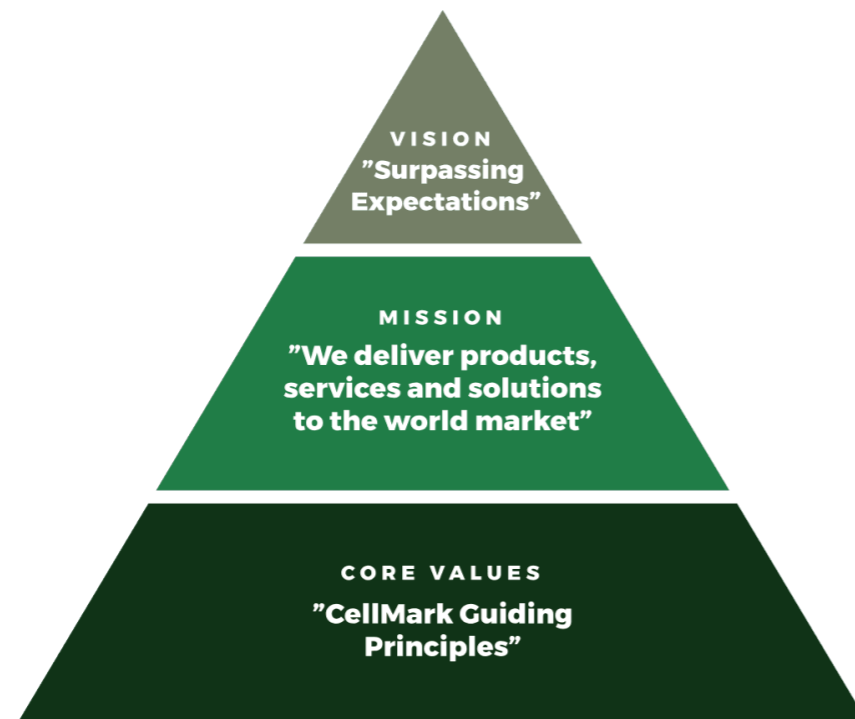 VISION
”Surpassing
Expectations”
MISSION
”We deliver products,
services and solutions
to the world market”
CORE VALUES
”CellMark Guiding
Principles”